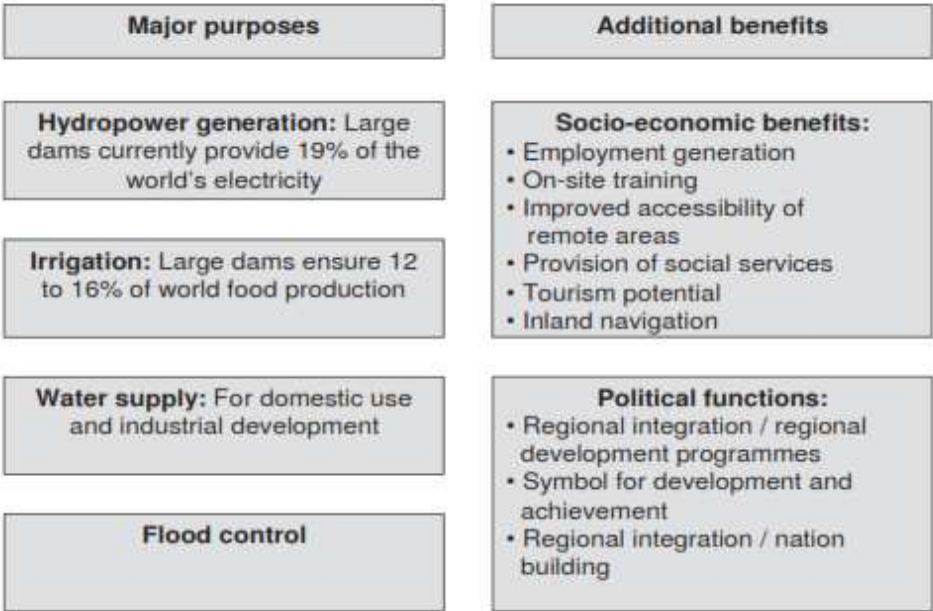 Major purposes
Hydropower generation: Large
dams currently provide 19% of the
world's electricity
Irrigation: Large dams ensure 12
to 16% of world food production
Water supply: For domestic use
and industrial development
Flood control
Additional benefits
Socio-economic benefits:
• Employment generation
• On-site training
• Improved accessibility of
remote areas
• Provision of social services
• Tourism potential
• Inland navigation
Political functions:
• Regional integration / regional
development programmes
• Symbol for development and
achievement
• Regional integration / nation
building